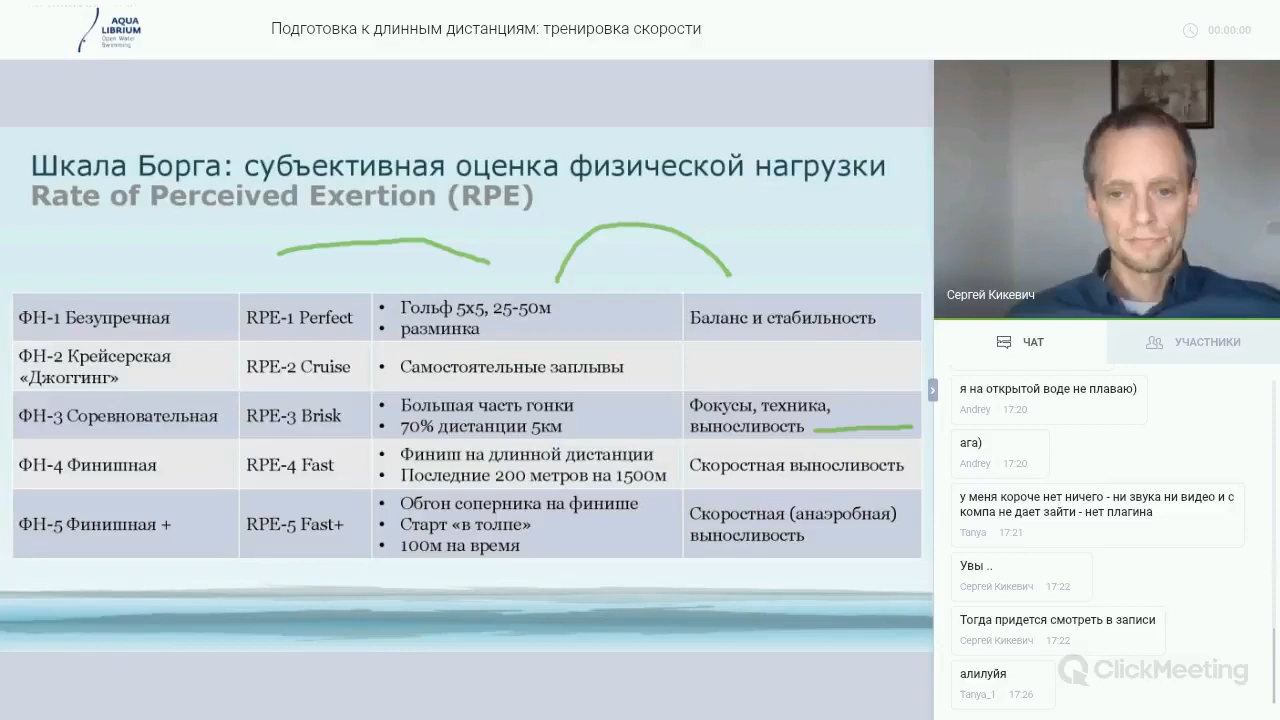 AQUA
LIBRIUM
Open Water
Swimming
Подготовка к длинным дистанциям: тренировка скорости
00:00:00
Шкала Борга: субъективная оценка физической нагрузки
Rate of Perceived Exertion (RPE)
ФН-1 Безупречная
RPE-1 Perfect
• Гольф 5х5, 25-50м
• разминка
Баланс и стабильность
ФН-2 Крейсерская
«Джоггинг»
RPE-2 Cruise
• Самостоятельные заплывы
ФН-3 Соревновательная
RPE-3 Brisk
• Большая часть гонки
• 70% дистанции 5км
Фокусы, техника,
выносливость
ФН-4 Финишная
RPE-4 Fast
• Финиш на длинной дистанции
• Последние 200 метров на 1500м
Скоростная выносливость
ФН-5 Финишная +
RPE-5 Fast+
• Обгон соперника на финише
• Старт «в толпе»
• 100м на время
Скоростная (анаэробная)
выносливость
Сергей Кикевич
ЧАТ
УЧАСТНИКИ
я на открытой воде не плаваю)
Andrey 17:20
ага)
Andrey 17:20
у меня короче нет ничего - ни звука ни видео и с
компа не дает зайти - нет плагина
Tanya 17:21
Увы ..
Сергей Кикевич 17:22
Тогда придется смотреть в записи
Сергей Кикевич 17:22
алилуйя
Tanya_1 17:26
ClickMeeting